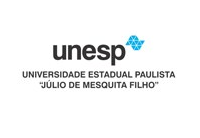 unesp
UNIVERSIDADE ESTADUAL PAULISTA
“JÚLIO DE MESQUITA FILHO”